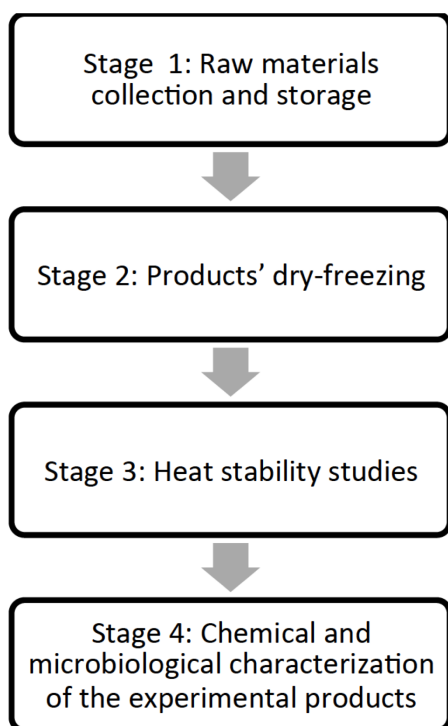 Stage 1: Raw materials
collection and storage
Stage 2: Products’ dry-freezing
Stage 3: Heat stability studies
Stage 4: Chemical and
microbiological characterization
of the experimental products